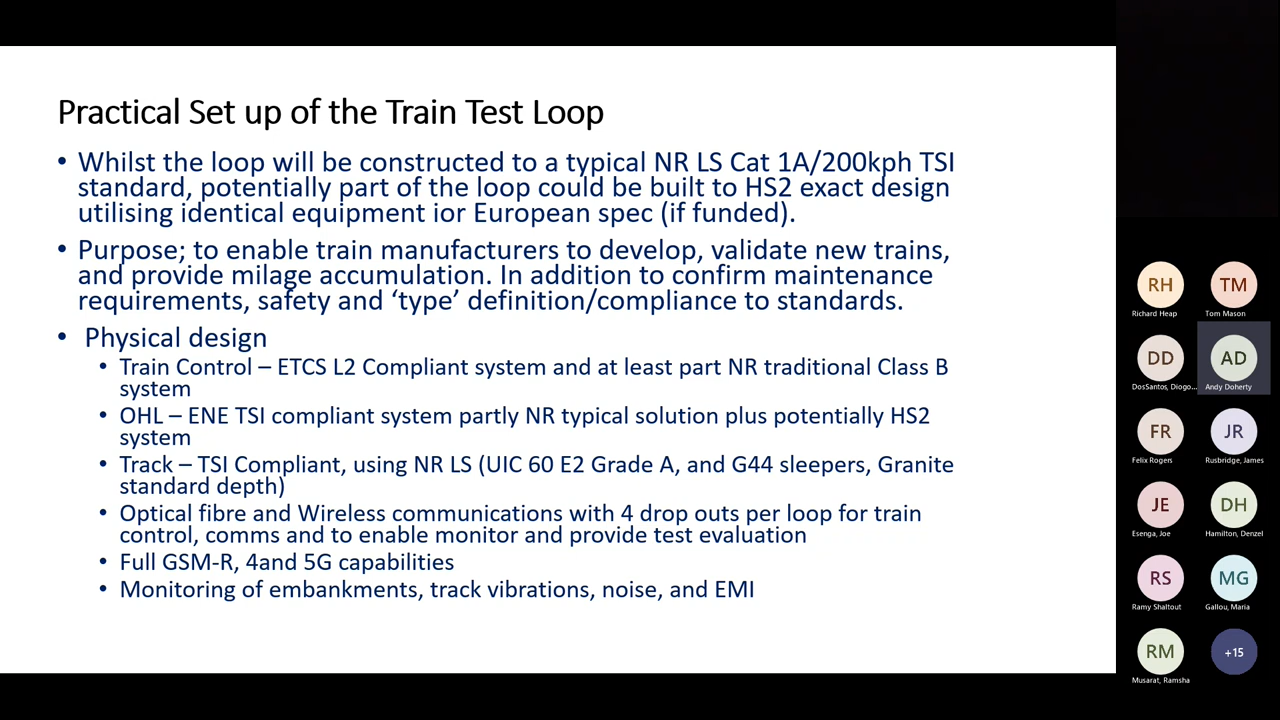 Practical Set up of the Train Test Loop
• Whilst the loop will be constructed to a typical NR LS Cat 1A/200kph TSI
standard, potentially part of the loop could be built to HS2 exact design
utilising identical equipment ior European spec (if funded).
• Purpose; to enable train manufacturers to develop, validate new trains,
and provide milage accumulation. In addition to confirm maintenance
requirements, safety and ‘type’ definition/compliance to standards.
• Physical design
• Train Control – ETCS L2 Compliant system and at least part NR traditional Class B
system
• OHL – ENE TSI compliant system partly NR typical solution plus potentially HS2
system
• Track – TSI Compliant, using NR LS (UIC 60 E2 Grade A, and G44 sleepers, Granite
standard depth)
• Optical fibre and Wireless communications with 4 drop outs per loop for train
control, comms and to enable monitor and provide test evaluation
• Full GSM-R, 4and 5G capabilities
• Monitoring of embankments, track vibrations, noise, and EMI
RH
Richard Heap
TM
Tom Mason
DD
DosSantos, Diogo...
AD
Andy Doherty
FR
Felix Rogers
JR
Rusbridge, James
JE
Esenga, Joe
DH
Hamilton, Denzel
RS
Ramy Shaltout
MG
Gallou, Maria
RM
Musarat, Ramsha
+15